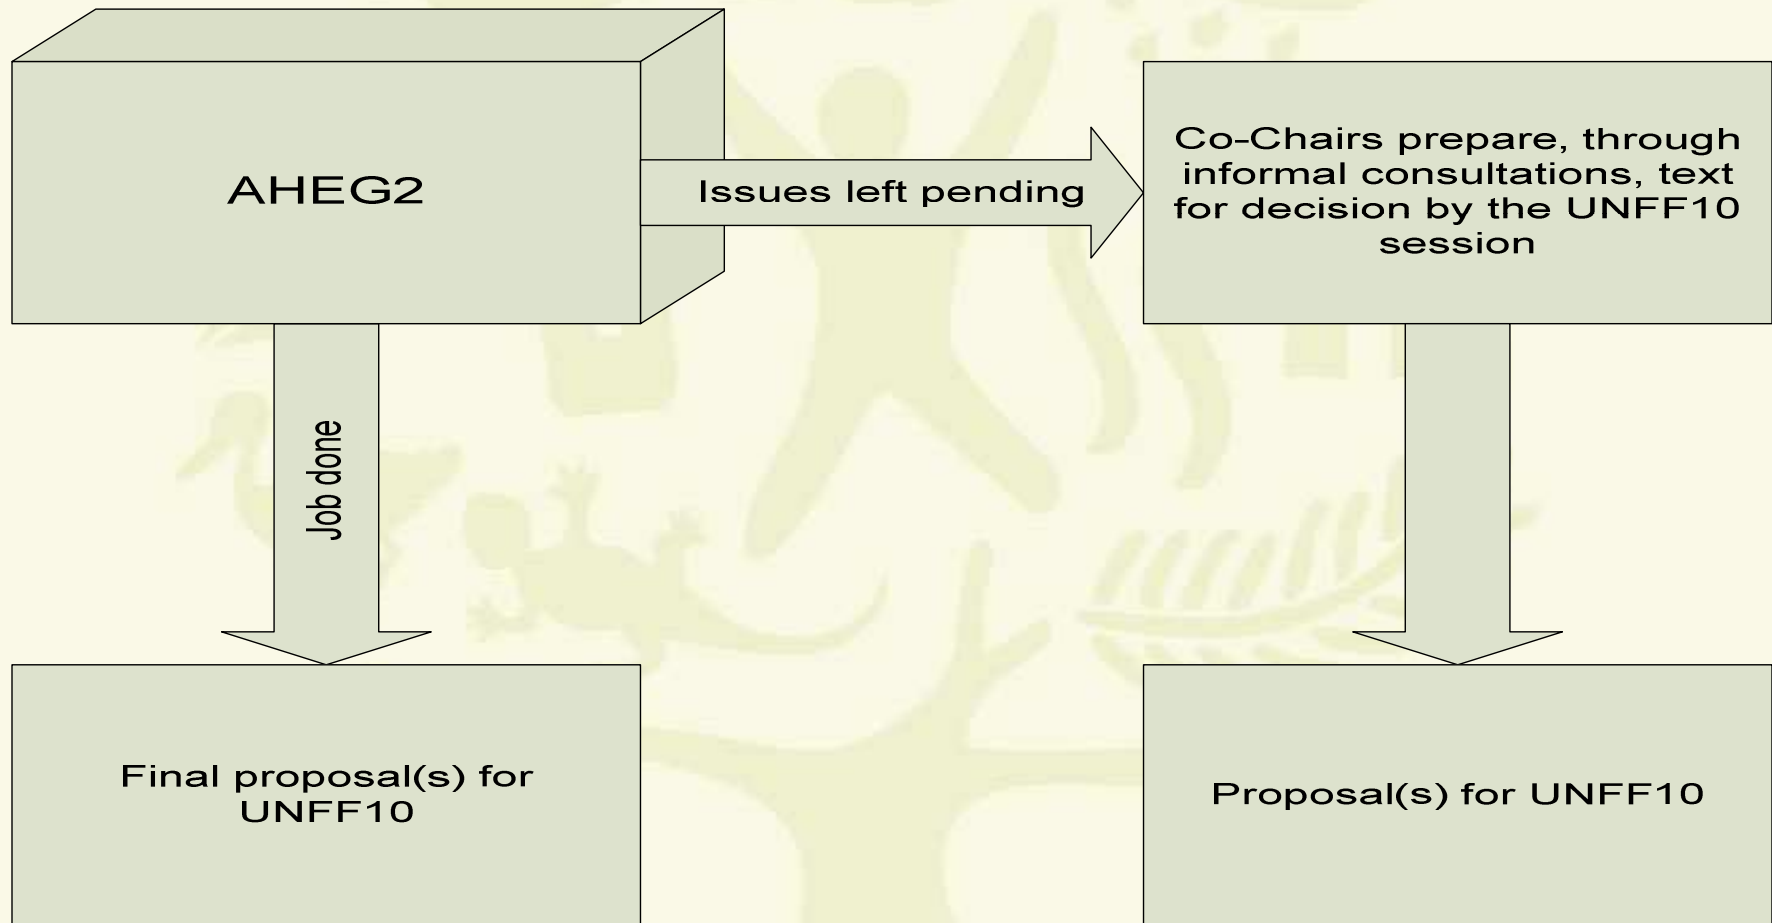 AHEG2
Issues left pending
Co-Chairs prepare, through
informal consultations, text
for decision by the UNFF10
session
Job done
Final proposal(s) for
UNFF10
Proposal(s) for UNFF10